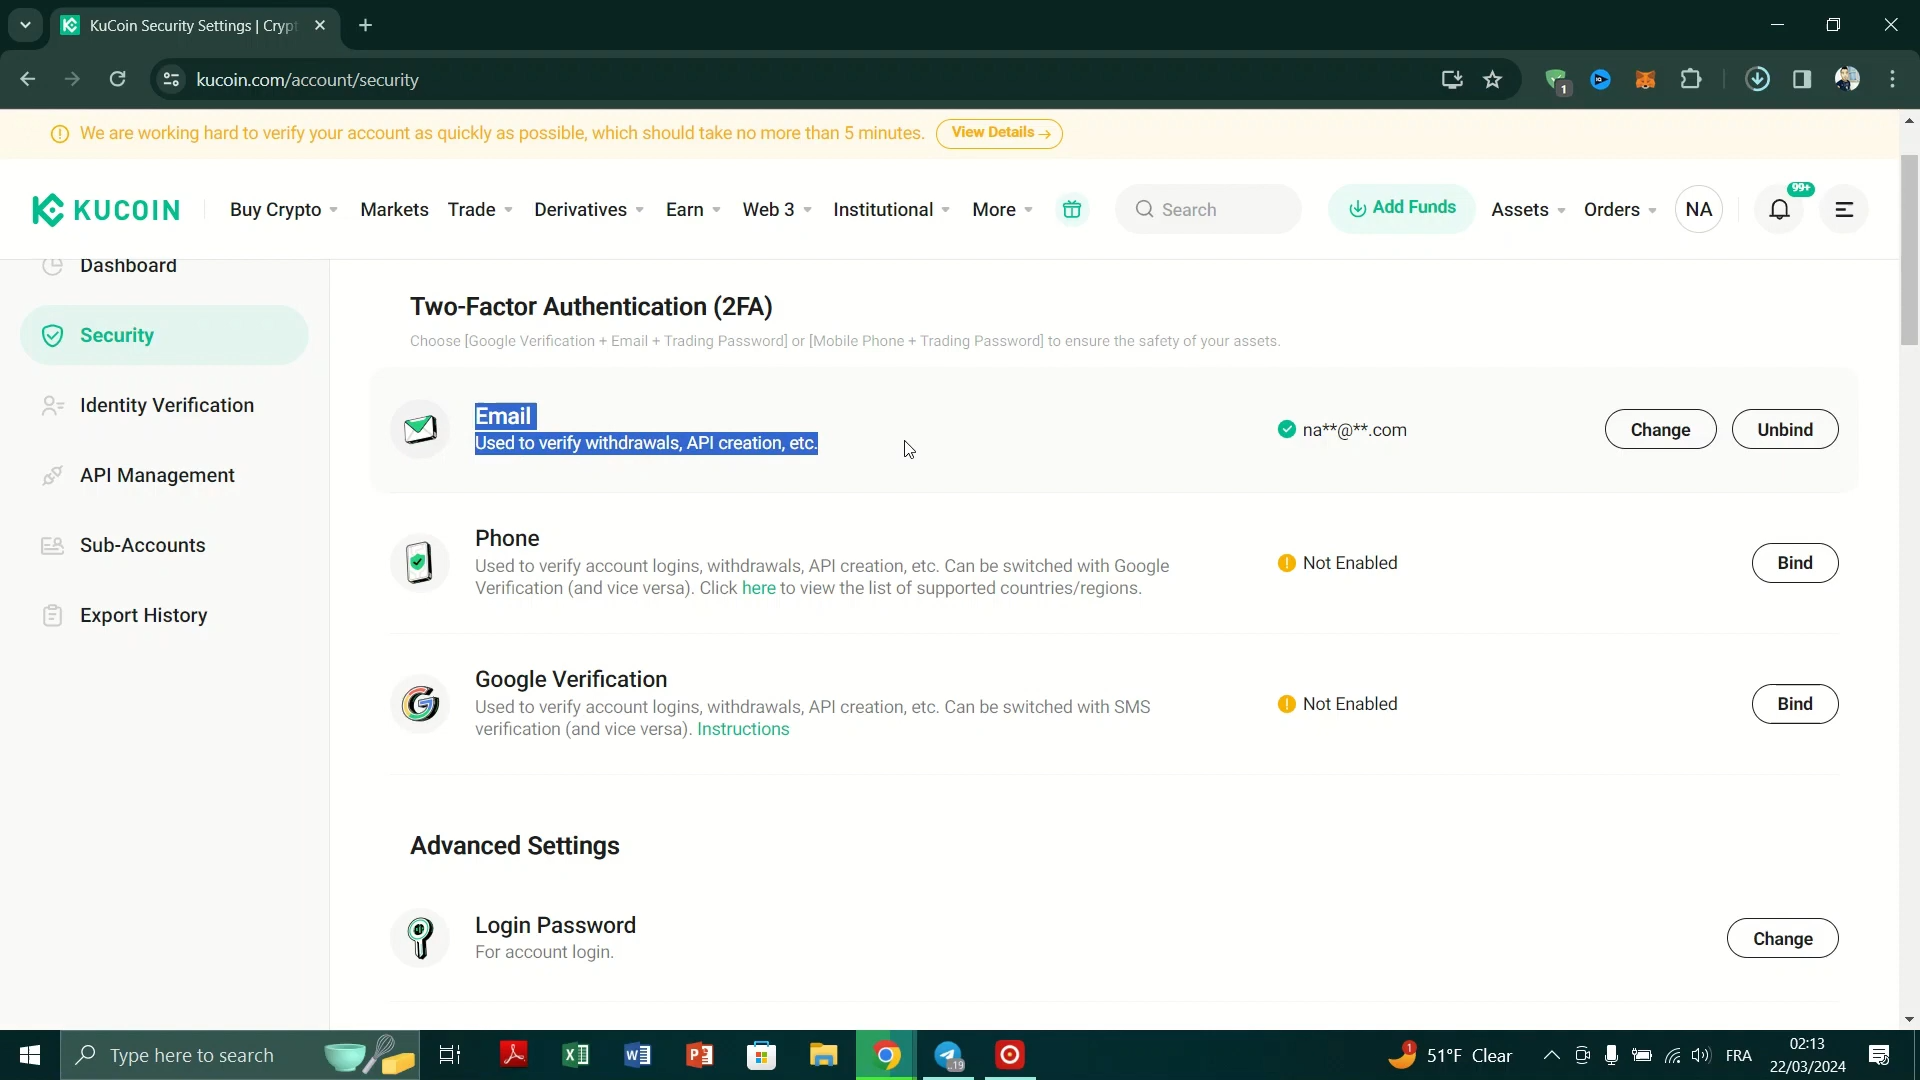 KuCoin Security Settings | Cryp
kucoin.com/account/security
1
We are working hard to verify your account as quickly as possible, which should take no more than 5 minutes. View Details →
KUCOIN Buy Crypto Markets Trade Derivatives Earn Web 3 Institutional More Search Add Funds Assets Orders NA 99+
Dashboard
Security
Identity Verification
API Management
Sub-Accounts
Export History
Two-Factor Authentication (2FA)
Choose [Google Verification + Email + Trading Password] or [Mobile Phone + Trading Password] to ensure the safety of your assets.
Email
Used to verify withdrawals, API creation, etc.
na**@**.com
Change
Unbind
Phone
Used to verify account logins, withdrawals, API creation, etc. Can be switched with Google
Verification (and vice versa). Click here to view the list of supported countries/regions.
Not Enabled
Bind
Google Verification
Used to verify account logins, withdrawals, API creation, etc. Can be switched with SMS
verification (and vice versa). Instructions
Not Enabled
Bind
Advanced Settings
Login Password
For account login.
Change
Type here to search
19
1
51°F Clear
FRA
02:13
22/03/2024